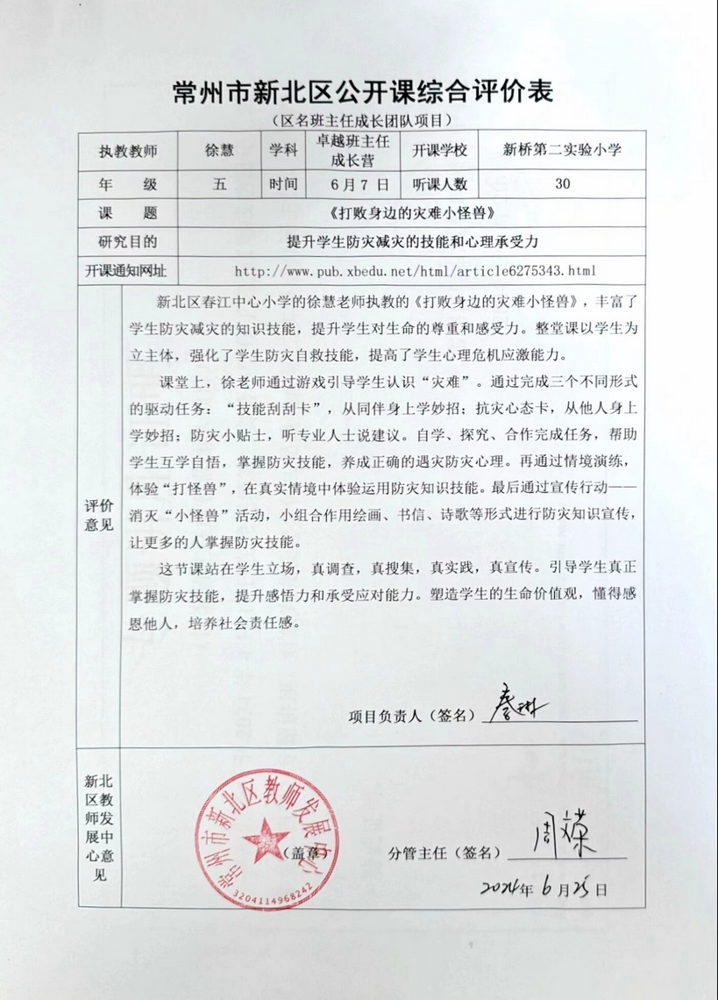 常州市新北区公开课综合评价表
（区名班主任成长团队项目）
执教教师 徐慧 学科 卓越班主任成长营 开课学校 新桥第二实验小学
年 级 五 时间 6月7 日 听课人数 30
课 题 《打败身边的灾难小怪兽》
研究目的 提升学生防灾减灾的技能和心理承受力
开课通知网址 http://www.pub.xbedu.net/html/article6275343.html
评价意见
新北区春江中心小学的徐慧老师执教的《打败身边的灾难小怪兽》，丰富了
学生防灾减灾的知识技能，提升学生对生命的尊重和感受力。整堂课以学生为
立主体，强化了学生防灾自救技能，提高了学生心理危机应激能力。
课堂上，徐老师通过游戏引导学生认识“灾难”。通过完成三个不同形式
的驱动任务：“技能刮刮卡”，从同伴身上学妙招；抗灾心态卡，从他人身上
学妙招；防灾小贴士，听专业人士说建议。自学、探究、合作完成任务，帮助
学生互学自悟，掌握防灾技能，养成正确的遇灾防灾心理。再通过情境演练，
体验“打怪兽”，在真实情境中体验运用防灾知识技能。最后通过宣传行动——
消灭“小怪兽”活动，小组合作用绘画、书信、诗歌等形式进行防灾知识宣传，
让更多的人掌握防灾技能。
这节课站在学生立场，真调查，真搜集，真实践，真宣传。引导学生真正
掌握防灾技能，提升感悟力和承受应对能力。塑造学生的生命价值观，懂得感
恩他人，培养社会责任感。
项目负责人（签名）
新北区教师发展中心意见
常州市新北区教师发展中心
3204114968242
（盖章）
分管主任（签名）周文荣
2024年 6 月25日